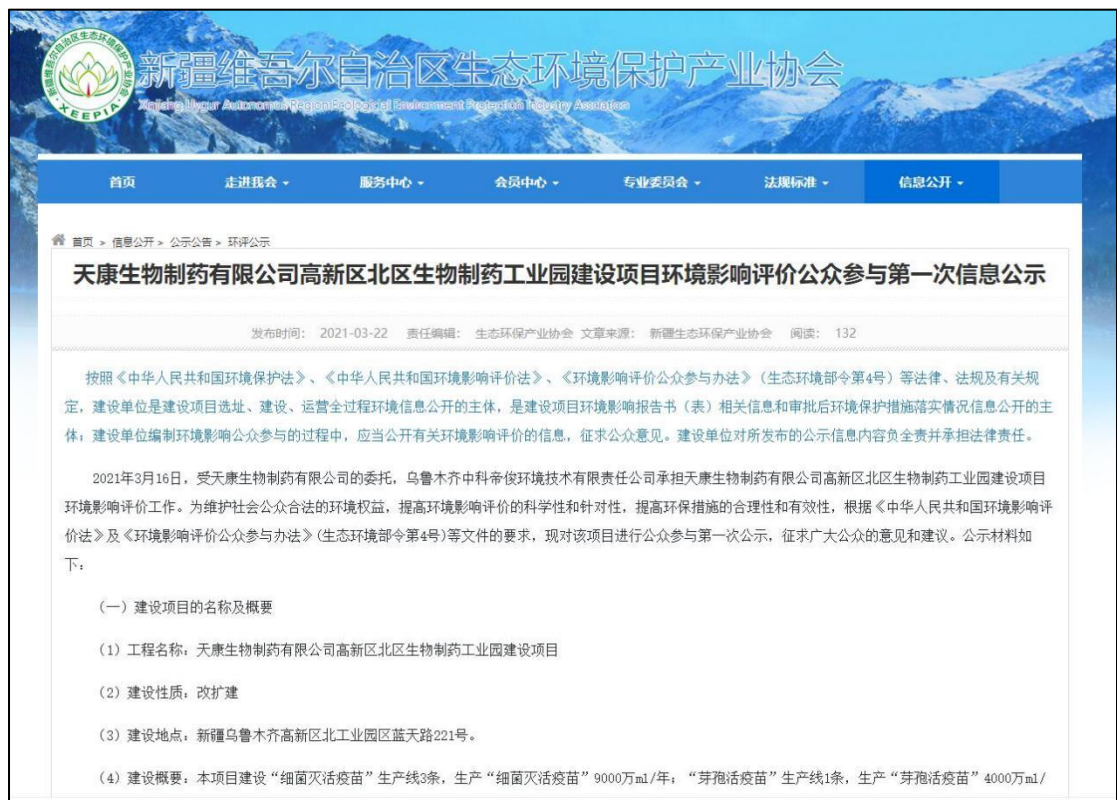 新疆维吾尔自治区生态环境保护产业协会
Xinjiang Uygur Autonomous Region Ecological Environment Protection Industry Assciation
XEEPIA
首页 走进我会 服务中心 会员中心 专业委员会 法规标准 信息公开
首页 > 信息公开 > 公示公告 > 环评公示
天康生物制药有限公司高新区北区生物制药工业园建设项目环境影响评价公众参与第一次信息公示
发布时间: 2021-03-22 责任编辑: 生态环保产业协会 文章来源: 新疆生态环保产业协会 阅读: 132
按照《中华人民共和国环境保护法》、《中华人民共和国环境影响评价法》、《环境影响评价公众参与办法》（生态环境部令第4号）等法律、法规及有关规
定，建设单位是建设项目选址、建设、运营全过程环境信息公开的主体，是建设项目环境影响报告书（表）相关信息和审批后环境保护措施落实情况信息公开的主
体；建设单位编制环境影响公众参与的过程中，应当公开有关环境影响评价的信息，征求公众意见。建设单位对所发布的公示信息内容负全责并承担法律责任。
2021年3月16日，受天康生物制药有限公司的委托，乌鲁木齐中科帝俊环境技术有限责任公司承担天康生物制药有限公司高新区北区生物制药工业园建设项目
环境影响评价工作。为维护社会公众合法的环境权益，提高环境影响评价的科学性和针对性，提高环保措施的合理性和有效性，根据《中华人民共和国环境影响评
价法》及《环境影响评价公众参与办法》(生态环境部令第4号)等文件的要求，现对该项目进行公众参与第一次公示，征求广大公众的意见和建议。公示材料如
下：
（一）建设项目的名称及概要
（1）工程名称：天康生物制药有限公司高新区北区生物制药工业园建设项目
（2）建设性质：改扩建
（3）建设地点：新疆乌鲁木齐高新区北工业园区蓝天路221号。
（4）建设概要：本项目建设“细菌灭活疫苗”生产线3条，生产“细菌灭活疫苗”9000万ml/年；“芽孢活疫苗”生产线1条，生产“芽孢活疫苗”4000万ml/